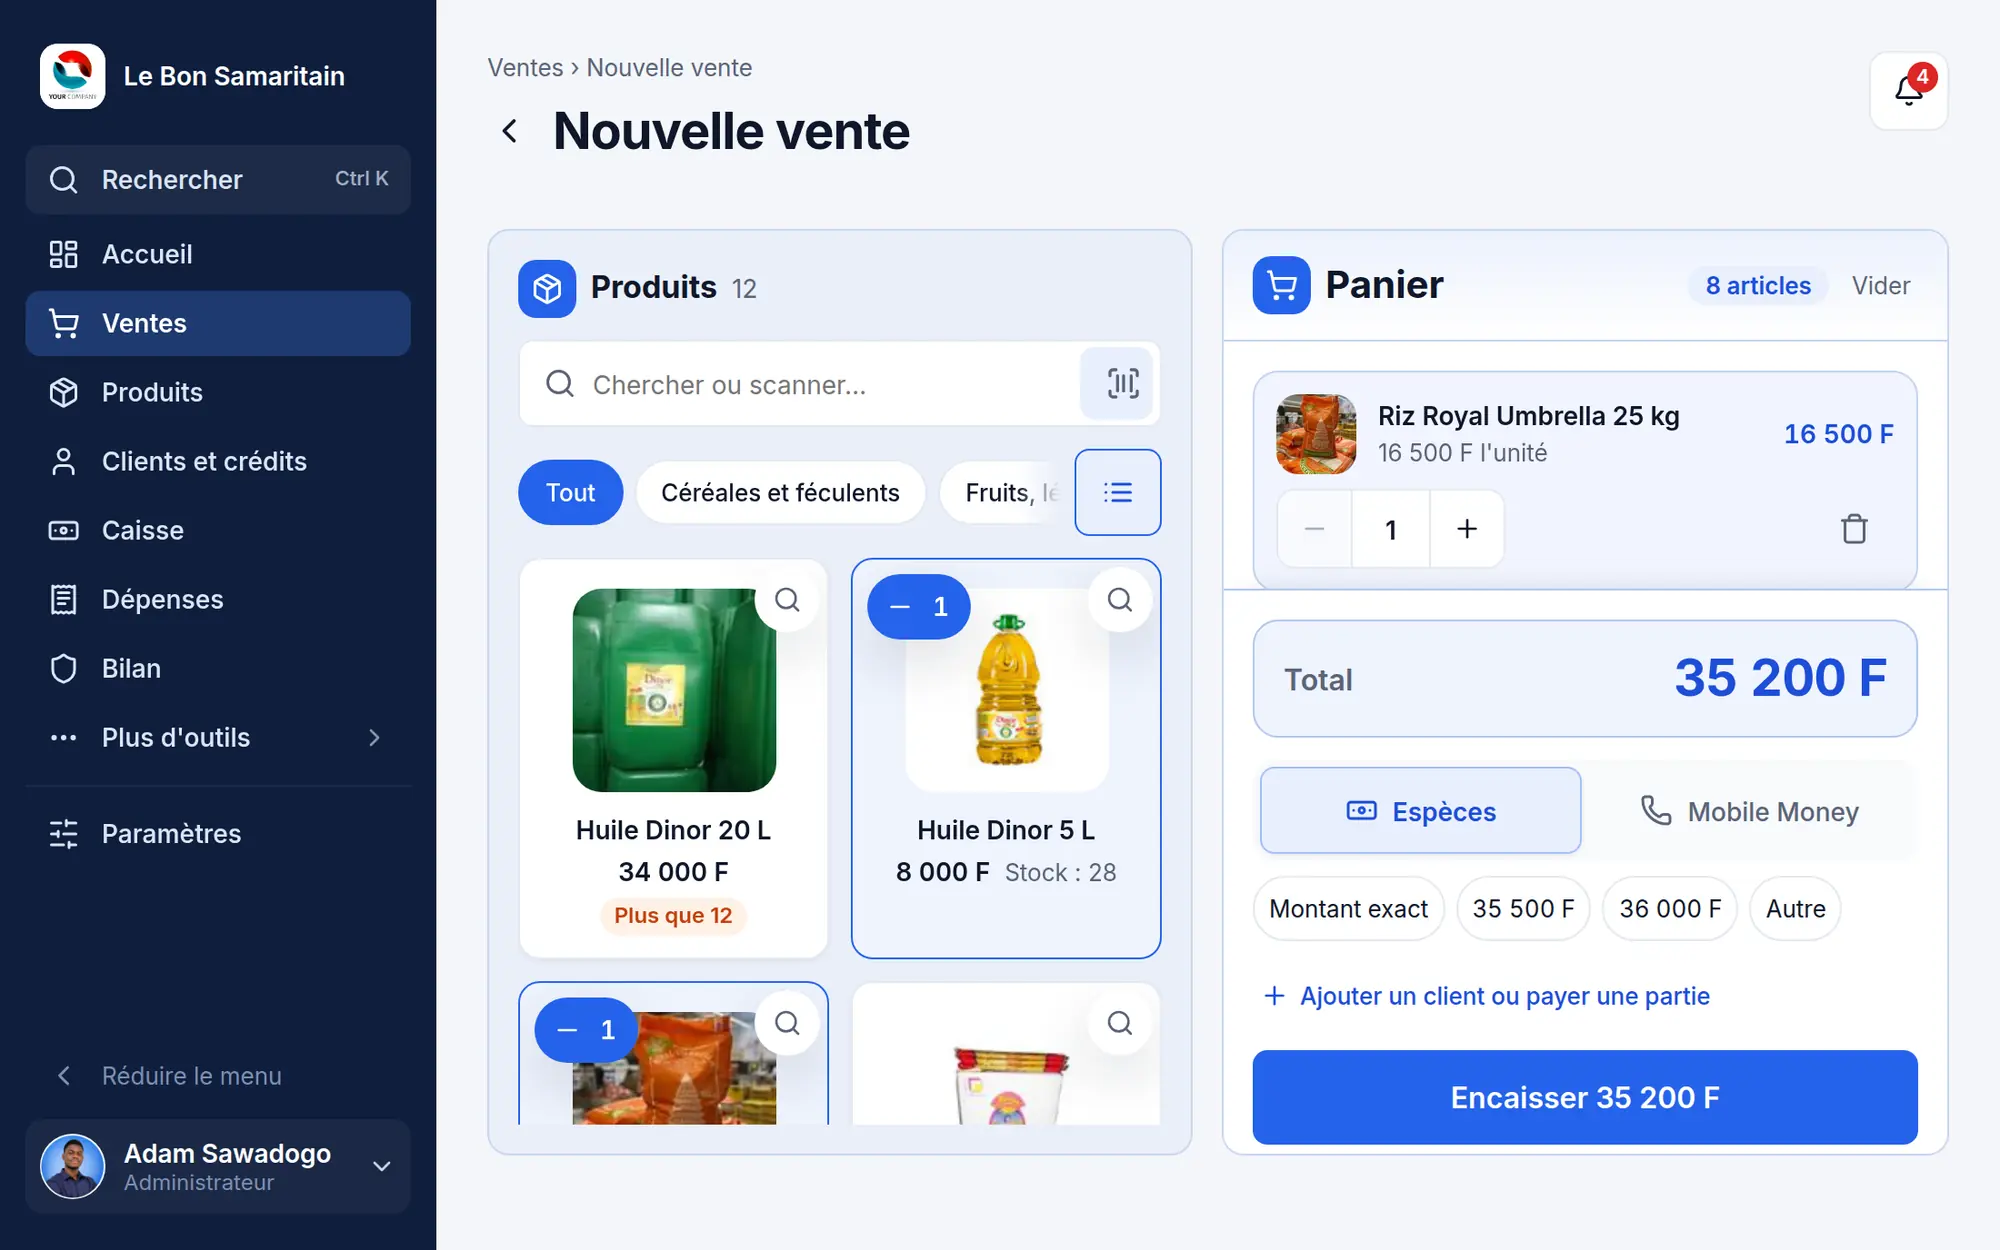 YOUR COMPANY
Le Bon Samaritain
Rechercher
Ctrl K
Accueil
Ventes
Produits
Clients et crédits
Caisse
Dépenses
Bilan
Plus d'outils
Paramètres
Réduire le menu
Adam Sawadogo
Administrateur
Ventes › Nouvelle vente
Nouvelle vente
4
Produits 12
Chercher ou scanner...
Tout
Céréales et féculents
Fruits, lé
Dinor
Huile Dinor 20 L
34 000 F
Plus que 12
1
Dinor
Huile Dinor 5 L
8 000 F Stock : 28
1
Panier
8 articles
Vider
Riz Royal Umbrella 25 kg
16 500 F l'unité
16 500 F
1
Total
35 200 F
Espèces
Mobile Money
Montant exact
35 500 F
36 000 F
Autre
Ajouter un client ou payer une partie
Encaisser 35 200 F